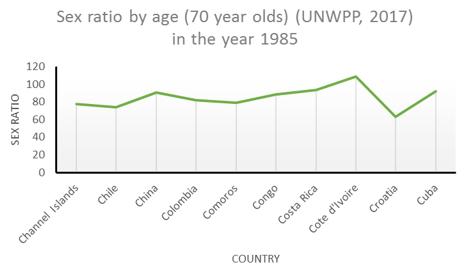 Sex ratio by age (70 year olds) (UNWPP, 2017)
in the year 1985
SEX RATIO
120
100
80
60
40
20
0
Channel Islands
Chile
China
Colombia
Comoros
Congo
Costa Rica
Cote d'Ivoire
Croatia
Cuba
COUNTRY